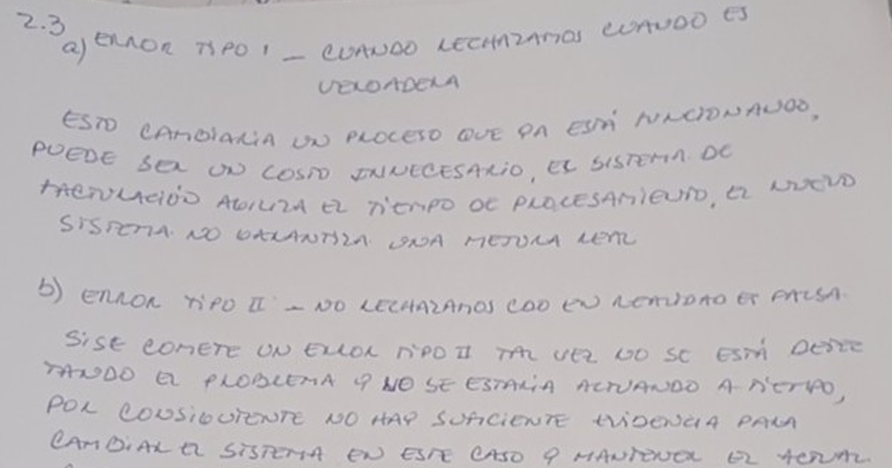 2.3
a) ERROR TIPO I — CUANDO RECHAZAMOS CUANDO ES
VERDADERA
ESTO CAMBIARIA UN PROCESO QUE YA ESTÁ FUNCIONANDO,
PUEDE SER UN COSTO INNECESARIO, EL SISTEMA DE
FACTURACIÓN AGILIZA EL TIEMPO DE PROCESAMIENTO, EL NUEVO
SISTEMA NO GARANTIZA UNA MEJORA REAL
b) ERROR TIPO II — NO RECHAZAMOS CDO EN REALIDAD ES FALSA.
SI SE COMETE UN ERROR TIPO II TAL VEZ NO SE ESTÁ DETEC
TANDO EL PROBLEMA Y NO SE ESTARIA ACTUANDO A TIEMPO,
POR CONSIGUIENTE NO HAY SUFICIENTE EVIDENCIA PARA
CAMBIAR EL SISTEMA EN ESTE CASO Y MANTENER EL ACTUAL